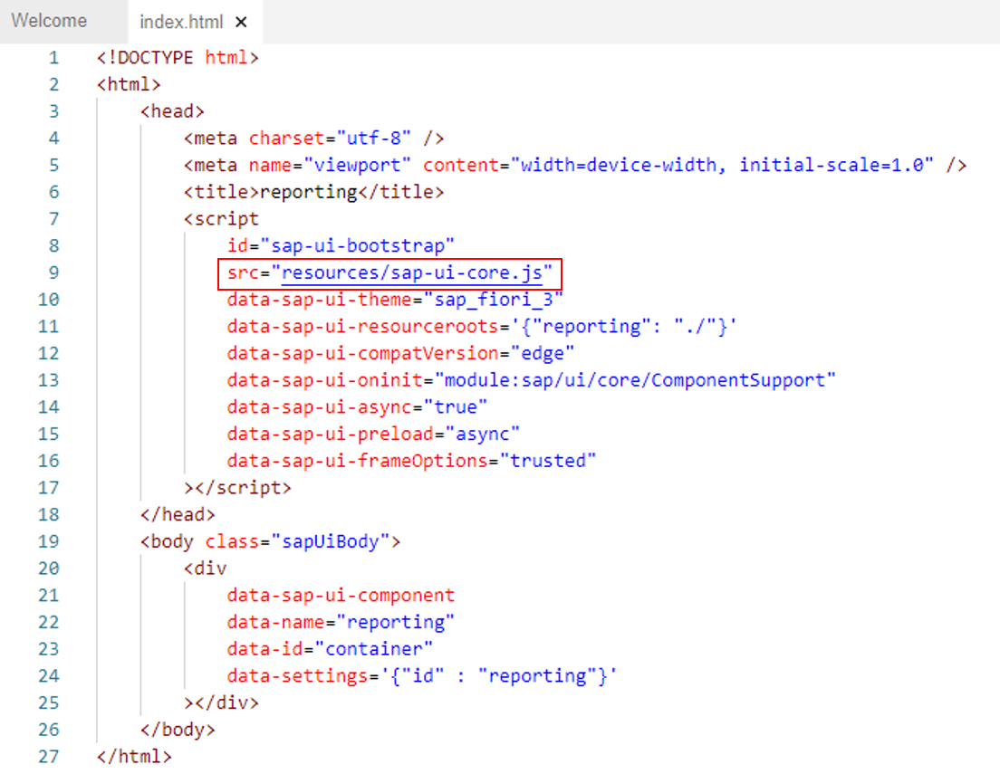 Welcome index.html ×
1 <!DOCTYPE html>
2 <html>
3 <head>
4 <meta charset="utf-8" />
5 <meta name="viewport" content="width=device-width, initial-scale=1.0" />
6 <title>reporting</title>
7 <script
8 id="sap-ui-bootstrap"
9 src="resources/sap-ui-core.js"
10 data-sap-ui-theme="sap_fiori_3"
11 data-sap-ui-resourceroots='{"reporting": "./"}'
12 data-sap-ui-compatVersion="edge"
13 data-sap-ui-oninit="module:sap/ui/core/ComponentSupport"
14 data-sap-ui-async="true"
15 data-sap-ui-preload="async"
16 data-sap-ui-frameOptions="trusted"
17 ></script>
18 </head>
19 <body class="sapUiBody">
20 <div
21 data-sap-ui-component
22 data-name="reporting"
23 data-id="container"
24 data-settings='{"id" : "reporting"}'
25 ></div>
26 </body>
27 </html>